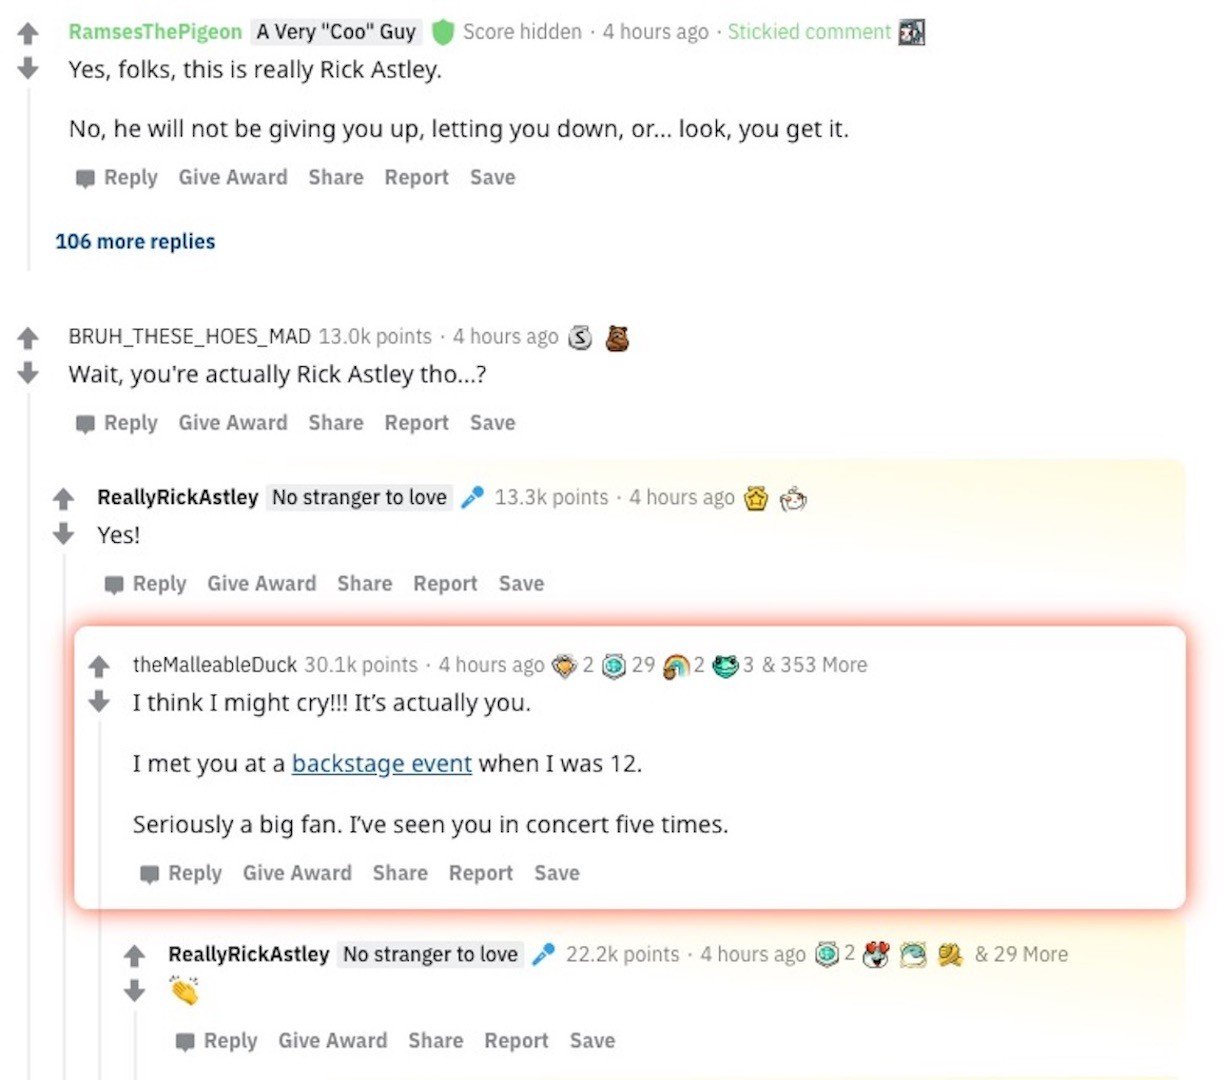 RamsesThePigeon A Very "Coo" Guy Score hidden · 4 hours ago · Stickied comment
Yes, folks, this is really Rick Astley.
No, he will not be giving you up, letting you down, or... look, you get it.
Reply Give Award Share Report Save
106 more replies
BRUH_THESE_HOES_MAD 13.0k points · 4 hours ago S
Wait, you're actually Rick Astley tho...?
Reply Give Award Share Report Save
ReallyRickAstley No stranger to love 13.3k points · 4 hours ago
Yes!
Reply Give Award Share Report Save
theMalleableDuck 30.1k points · 4 hours ago 2 29 2 3 & 353 More
I think I might cry!!! It’s actually you.
I met you at a backstage event when I was 12.
Seriously a big fan. I’ve seen you in concert five times.
Reply Give Award Share Report Save
ReallyRickAstley No stranger to love 22.2k points · 4 hours ago 2 & 29 More
👏
Reply Give Award Share Report Save